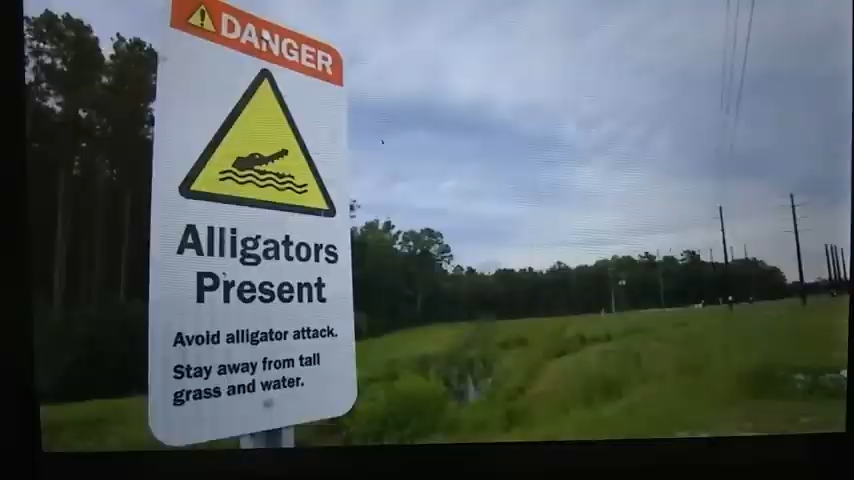 DANGER
Alligators
Present
Avoid alligator attack.
Stay away from tall
grass and water.